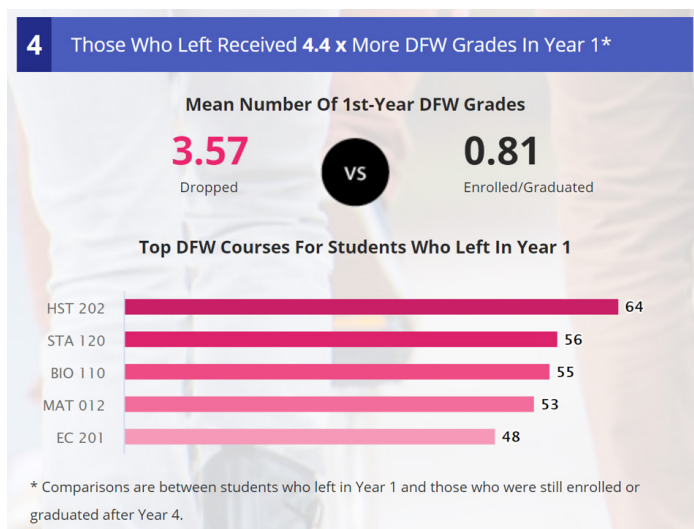 4 Those Who Left Received 4.4 x More DFW Grades In Year 1*
Mean Number Of 1st-Year DFW Grades
3.57 VS 0.81
Dropped Enrolled/Graduated
Top DFW Courses For Students Who Left In Year 1
HST 202 64
STA 120 56
BIO 110 55
MAT 012 53
EC 201 48
* Comparisons are between students who left in Year 1 and those who were still enrolled or
graduated after Year 4.